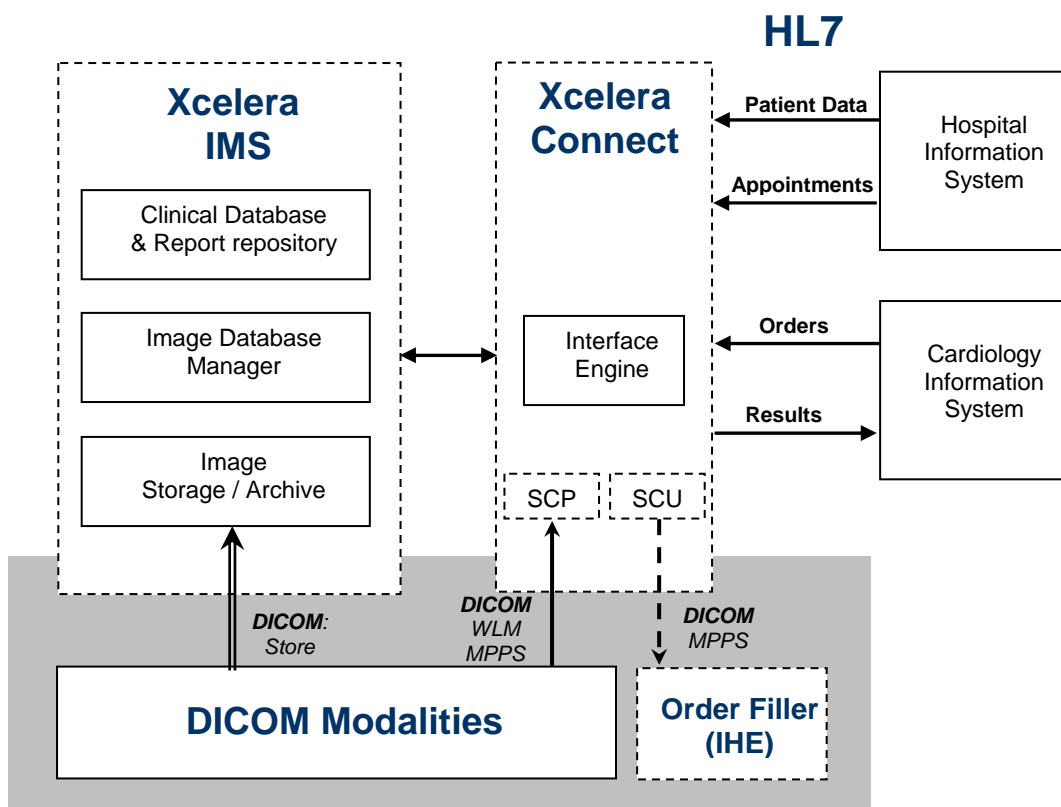 HL7
Xcelera
IMS
Clinical Database
& Report repository
Image Database
Manager
Image
Storage / Archive
Xcelera
Connect
Interface
Engine
SCP
SCU
Patient Data
Appointments
Hospital
Information
System
Orders
Results
Cardiology
Information
System
DICOM:
Store
DICOM
WLM
MPPS
DICOM
MPPS
DICOM Modalities
Order Filler
(IHE)